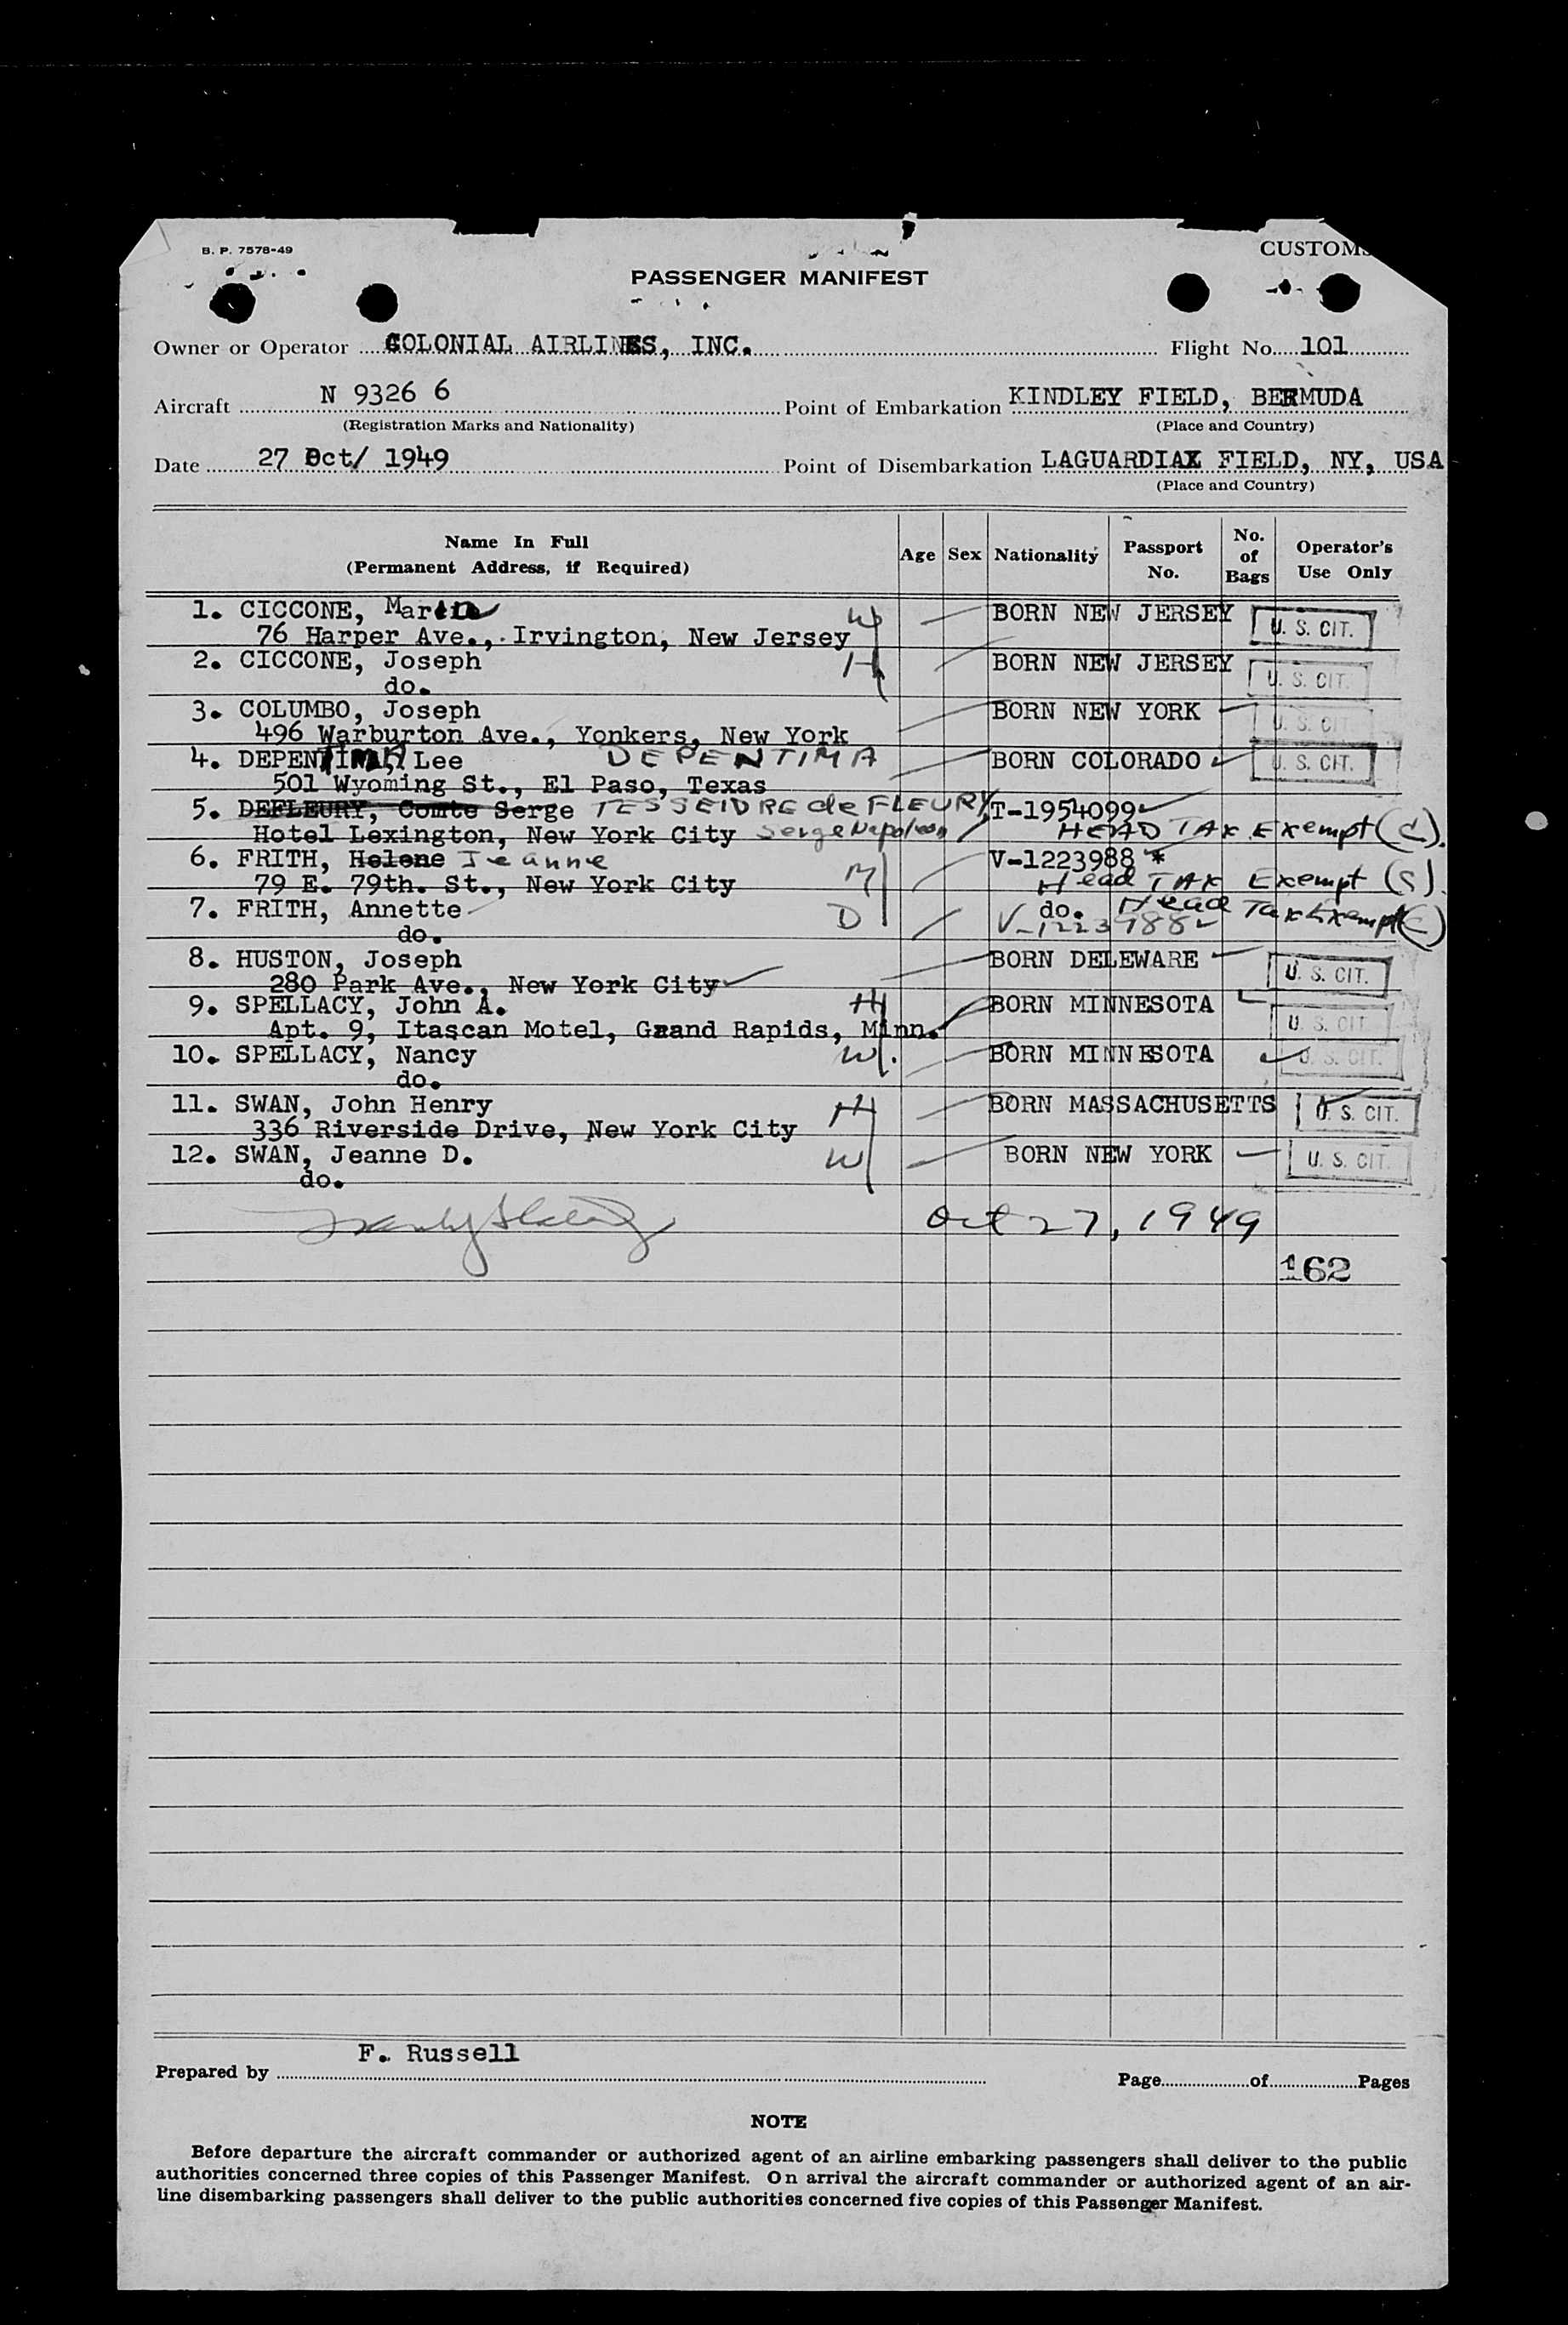 B. P. 7578-49
CUSTOMS
PASSENGER MANIFEST
Owner or Operator COLONIAL AIRLINES, INC. Flight No. 101
Aircraft N 9326 6 Point of Embarkation KINDLEY FIELD, BERMUDA
(Registration Marks and Nationality) (Place and Country)
Date 27 Oct/ 1949 Point of Disembarkation LAGUARDIAX FIELD, NY, USA
(Place and Country)
Name In Full (Permanent Address, if Required) Age Sex Nationality Passport No. No. of Bags Operator's Use Only
1. CICCONE, W BORN NEW JERSEY U. S. CIT.
76 Harper Ave., Irvington, New Jersey
2. CICCONE, Joseph H BORN NEW JERSEY U. S. CIT.
do.
3. COLUMBO, Joseph BORN NEW YORK U. S. CIT.
496 Warburton Ave., Yonkers, New York
4. DEPENTIMA, Lee DEPENTIMA BORN COLORADO U. S. CIT.
501 Wyoming St., El Paso, Texas
5. DEFLEURY, Comte Serge TESSEIDRE de FLEURY, T-1954099
Hotel Lexington, New York City Serge Napoleon HEAD TAX Exempt (C).
6. FRITH, Helene Jeanne V-1223988 *
79 E. 79th. St., New York City M Head TAX Exempt (S).
7. FRITH, Annette D do. Head Tax Exempt
do. V-1223988
8. HUSTON, Joseph BORN DELEWARE U. S. CIT.
280 Park Ave., New York City
9. SPELLACY, John A. H BORN MINNESOTA U. S. CIT.
Apt. 9, Itascan Motel, Grand Rapids, Minn.
10. SPELLACY, Nancy W. BORN MINNESOTA U. S. CIT.
do.
11. SWAN, John Henry H BORN MASSACHUSETTS U. S. CIT.
336 Riverside Drive, New York City
12. SWAN, Jeanne D. W BORN NEW YORK U. S. CIT.
do.
Oct 27, 1949
162
F. Russell
Prepared by Page of Pages
NOTE
Before departure the aircraft commander or authorized agent of an airline embarking passengers shall deliver to the public
authorities concerned three copies of this Passenger Manifest. On arrival the aircraft commander or authorized agent of an air-
line disembarking passengers shall deliver to the public authorities concerned five copies of this Passenger Manifest.